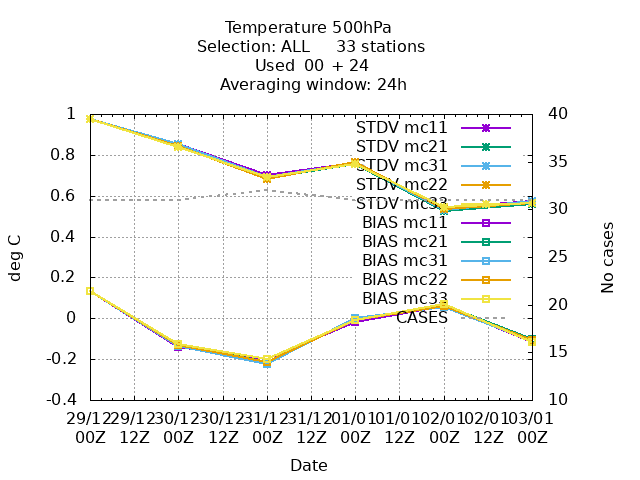 Temperature 500hPa
Selection: ALL 33 stations
Used 00 + 24
Averaging window: 24h
1
0.8
0.6
0.4
0.2
0
-0.2
-0.4
deg C
40
35
30
25
20
15
10
No cases
STDV mc11
STDV mc21
STDV mc31
STDV mc22
STDV mc33
BIAS mc11
BIAS mc21
BIAS mc31
BIAS mc22
BIAS mc33
CASES
29/12 29/12 30/12 30/12 31/12 31/12 01/01 01/01 02/01 02/01 03/01
00Z 12Z 00Z 12Z 00Z 12Z 00Z 12Z 00Z 12Z 00Z
Date